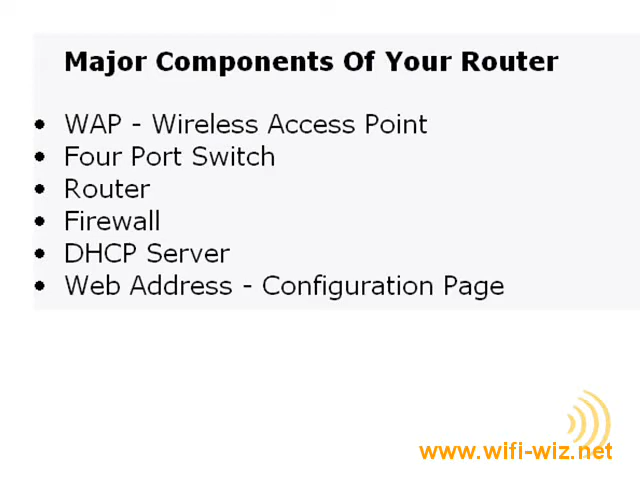 Major Components Of Your Router
• WAP - Wireless Access Point
• Four Port Switch
• Router
• Firewall
• DHCP Server
• Web Address - Configuration Page
www.wifi-wiz.net